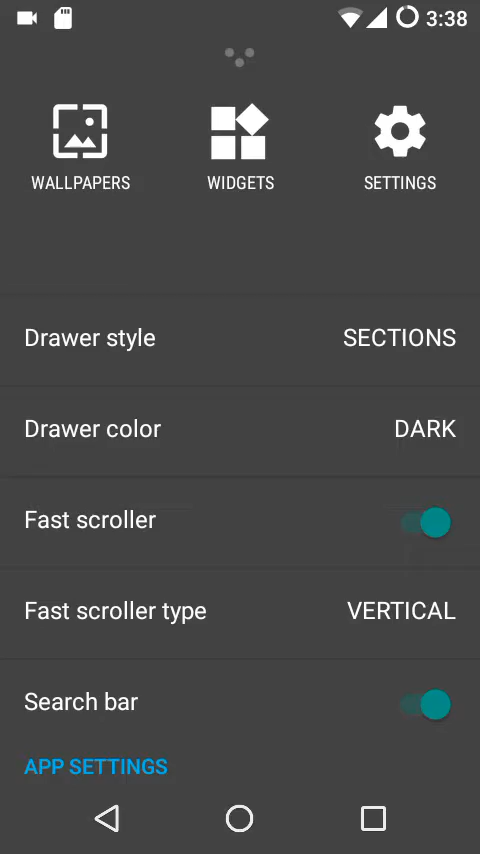 3:38
WALLPAPERS WIDGETS SETTINGS
Drawer style SECTIONS
Drawer color DARK
Fast scroller
Fast scroller type VERTICAL
Search bar
APP SETTINGS